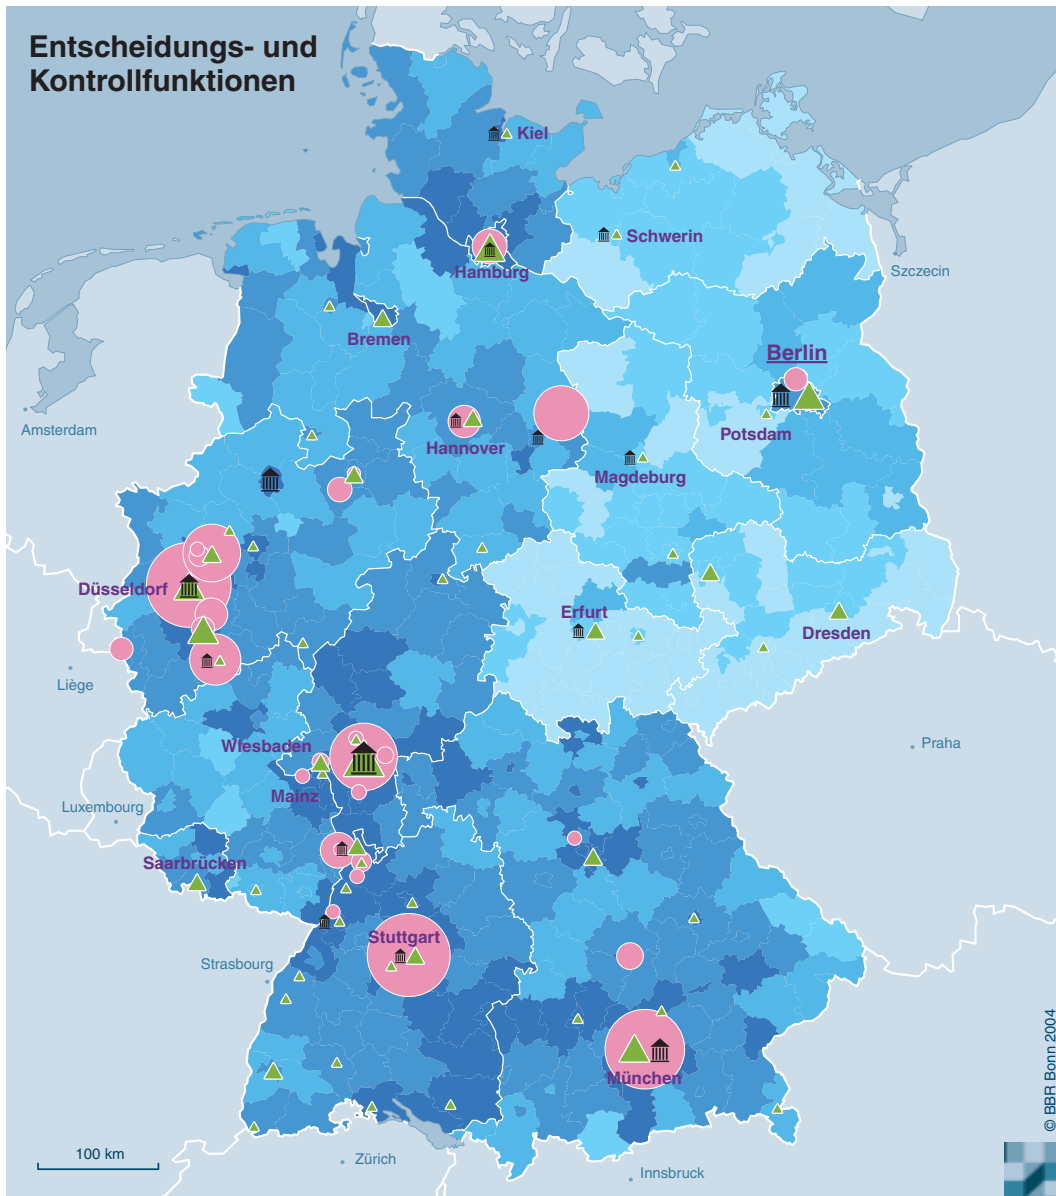 Entscheidungs- und
Kontrollfunktionen
Kiel
Schwerin
Hamburg
Szczecin
Bremen
Berlin
Amsterdam
Potsdam
Hannover
Magdeburg
Düsseldorf
Erfurt
Dresden
Liège
Wiesbaden
Praha
Mainz
Luxembourg
Saarbrücken
Stuttgart
Strasbourg
München
© BBR Bonn 2004
100 km
Zürich
Innsbruck